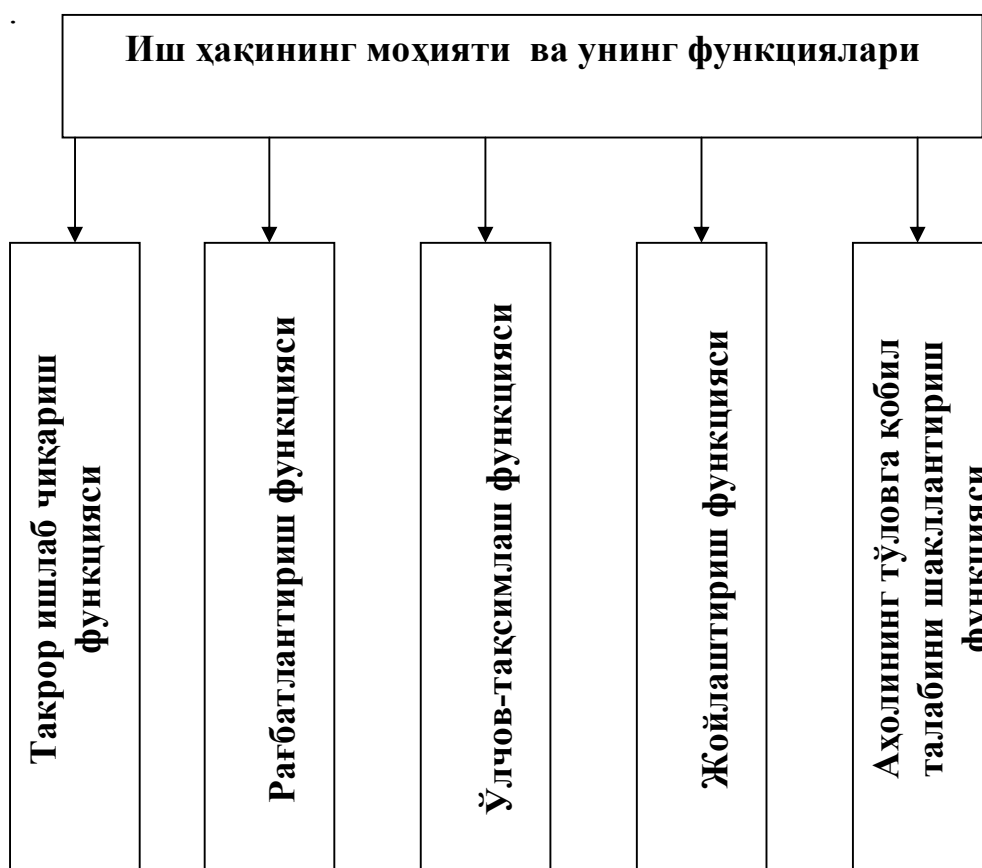 .
Иш ҳақининг моҳияти ва унинг функциялари
Такрор ишлаб чиқариш
функцияси
Рағбатлантириш функцияси
Ўлчов-тақсимлаш функцияси
Жойлаштириш функцияси
Аҳолининг тўловга қобил
талабини шакллантириш
функцияси